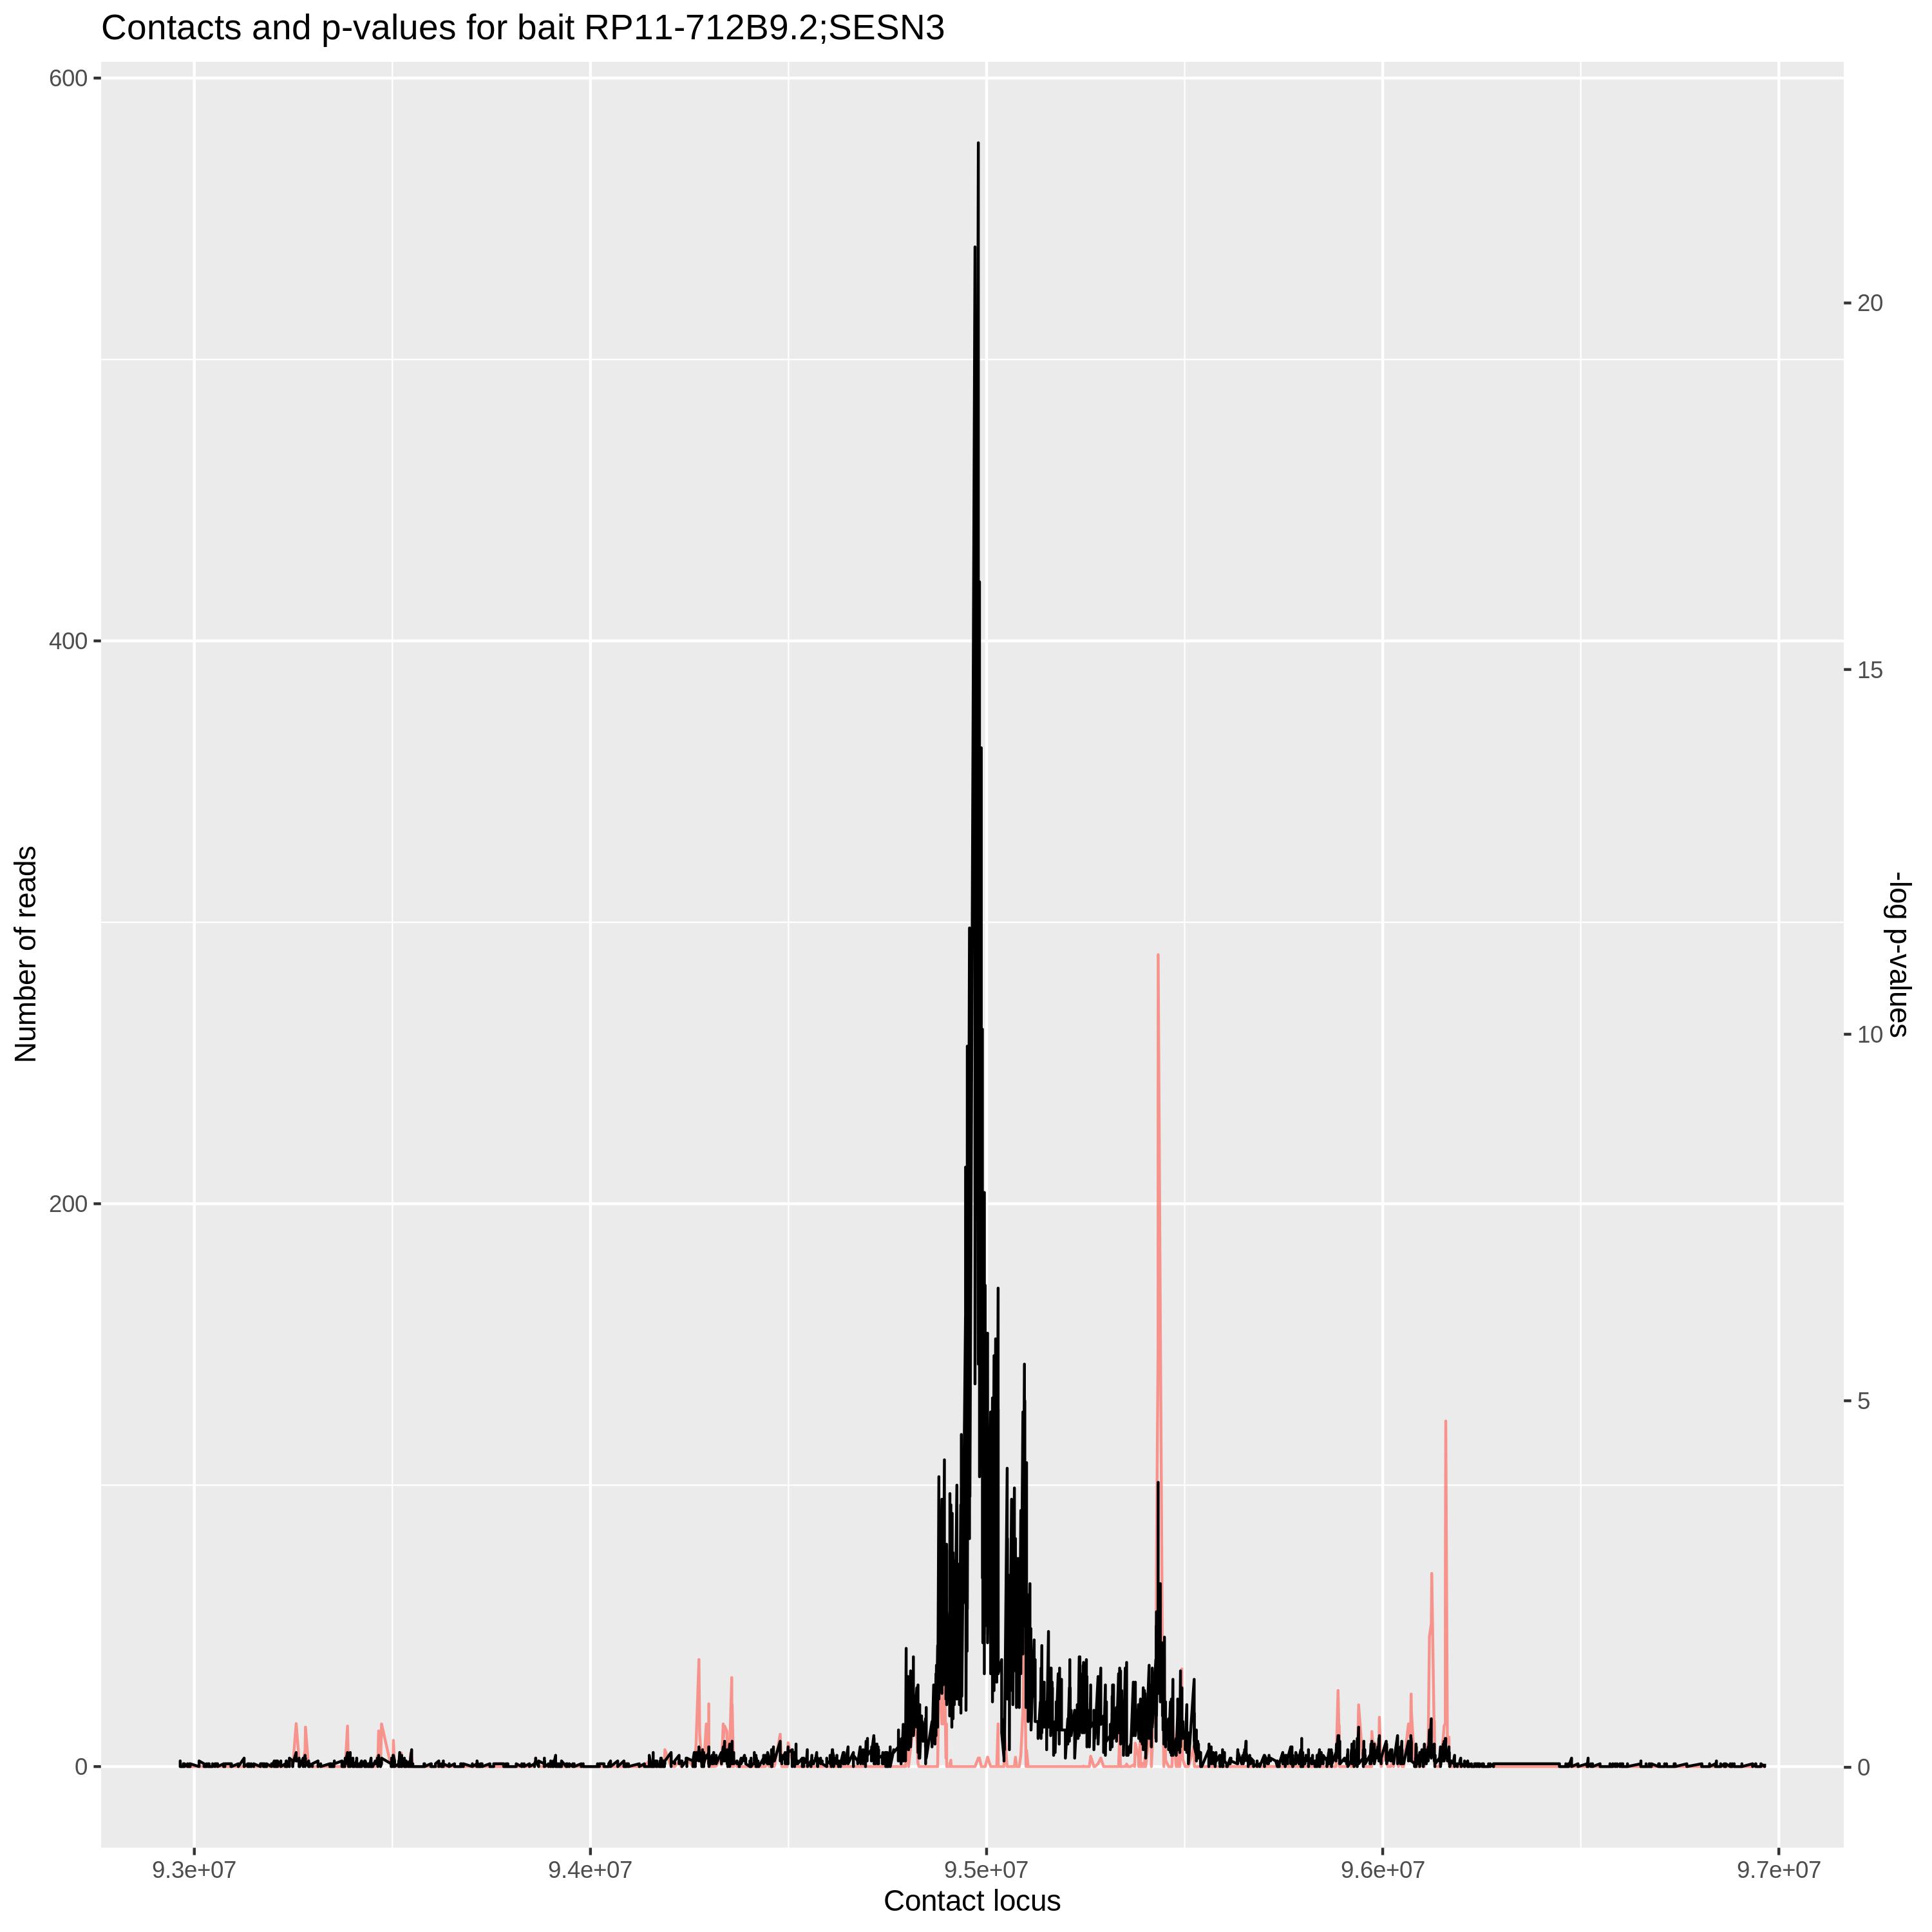 Contacts and p-values for bait RP11-712B9.2;SESN3
600
400
200
0
Number of reads
20
15
10
5
0
-log p-values
9.3e+07
9.4e+07
9.5e+07
9.6e+07
9.7e+07
Contact locus